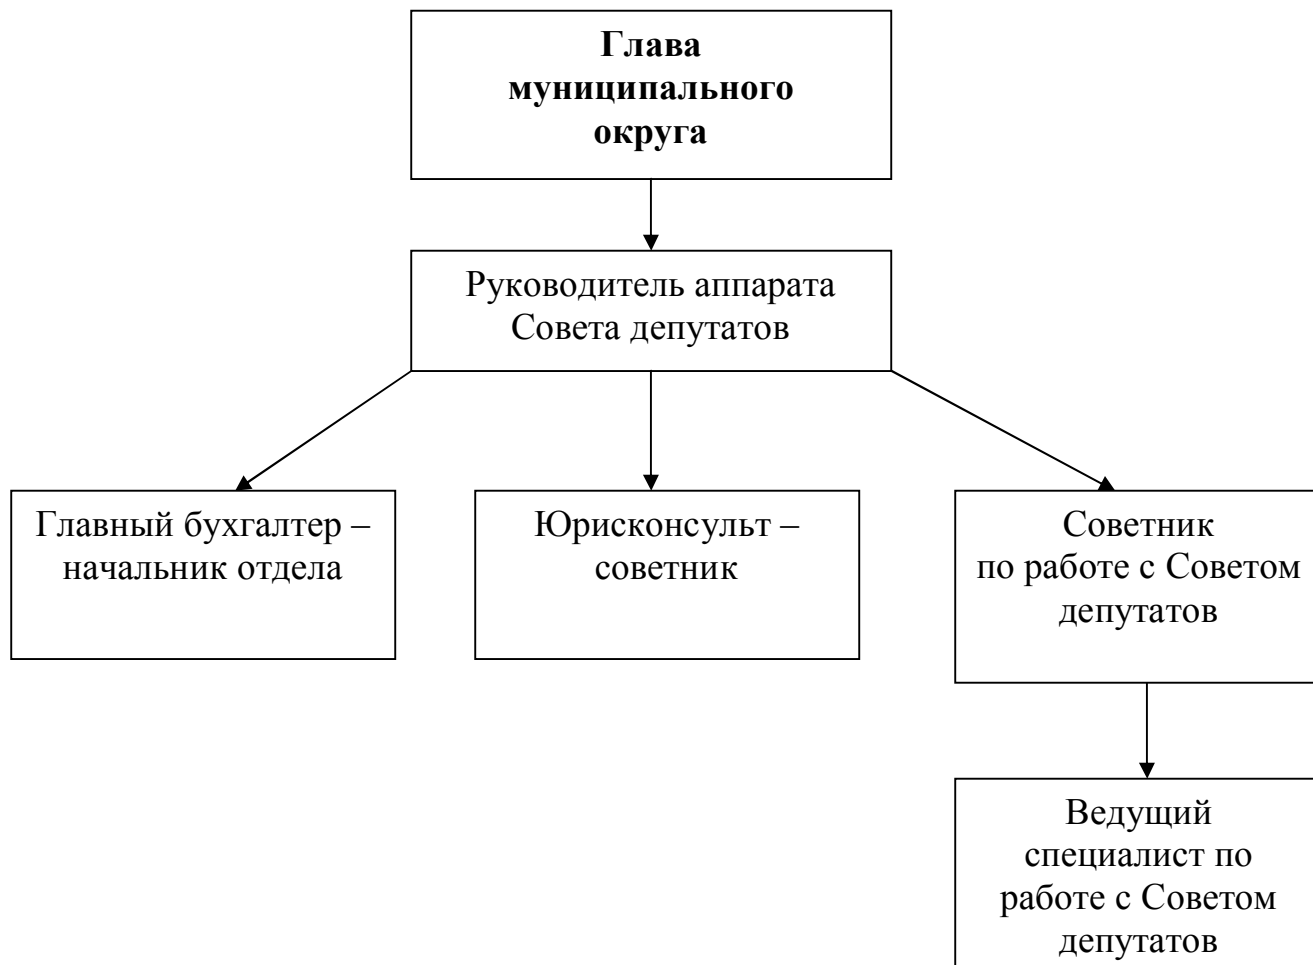 Глава
муниципального
округа
Руководитель аппарата
Совета депутатов
Главный бухгалтер –
начальник отдела
Юрисконсульт –
советник
Советник
по работе с Советом
депутатов
Ведущий
специалист по
работе с Советом
депутатов